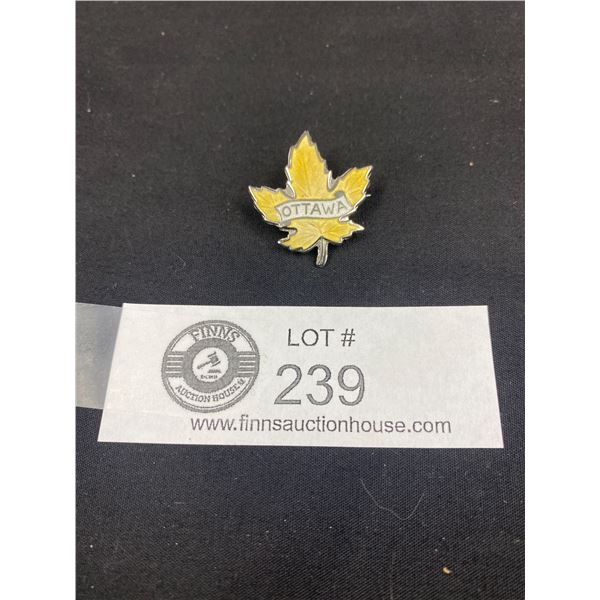 OTTAWA
LOT #
FINNS
AUCTION HOUSE
239
www.finnsauctionhouse.com